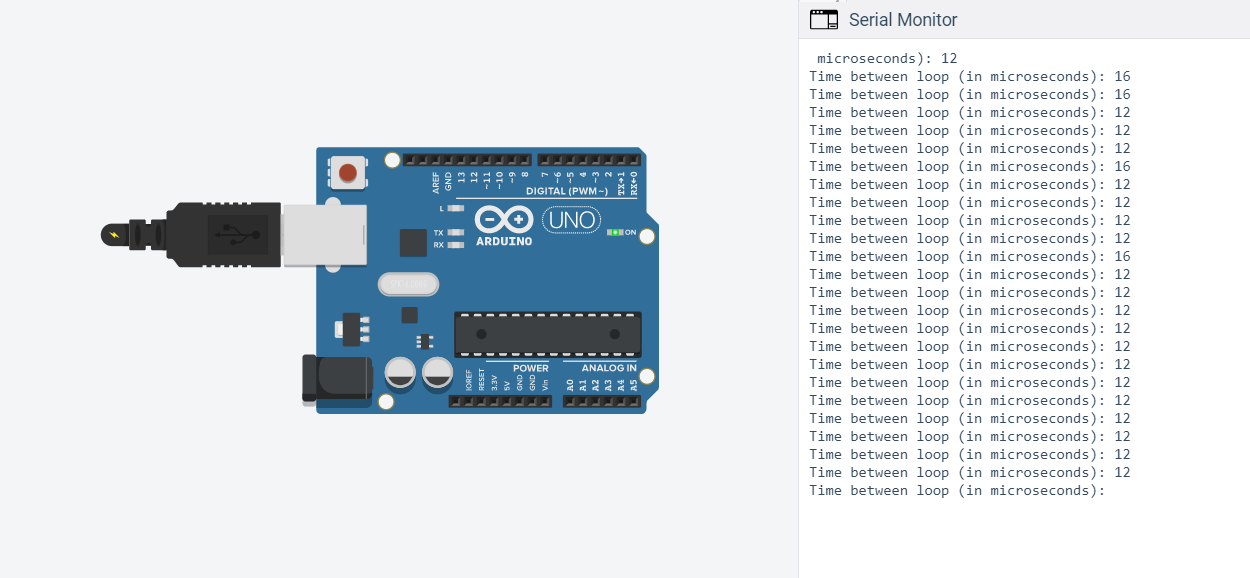 Serial Monitor
microseconds): 12
Time between loop (in microseconds): 16
Time between loop (in microseconds): 16
Time between loop (in microseconds): 12
Time between loop (in microseconds): 12
Time between loop (in microseconds): 12
Time between loop (in microseconds): 16
Time between loop (in microseconds): 12
Time between loop (in microseconds): 12
Time between loop (in microseconds): 12
Time between loop (in microseconds): 12
Time between loop (in microseconds): 16
Time between loop (in microseconds): 12
Time between loop (in microseconds): 12
Time between loop (in microseconds): 12
Time between loop (in microseconds): 12
Time between loop (in microseconds): 12
Time between loop (in microseconds): 12
Time between loop (in microseconds): 12
Time between loop (in microseconds): 12
Time between loop (in microseconds): 12
Time between loop (in microseconds): 12
Time between loop (in microseconds): 12
Time between loop (in microseconds): 12
Time between loop (in microseconds):
AREF GND 13 12 ~11 ~10 ~9 8 7 ~6 ~5 4 ~3 2 TX→1 RX←0
DIGITAL (PWM~)
L
TX
RX
ARDUINO
UNO
ON
POWER
ANALOG IN
IOREF RESET 3.3V 5V GND GND Vin A0 A1 A2 A3 A4 A5